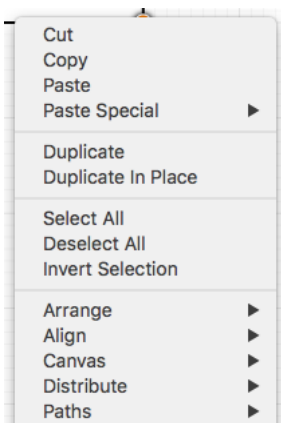 Cut
Copy
Paste
Paste Special
Duplicate
Duplicate In Place
Select All
Deselect All
Invert Selection
Arrange
Align
Canvas
Distribute
Paths